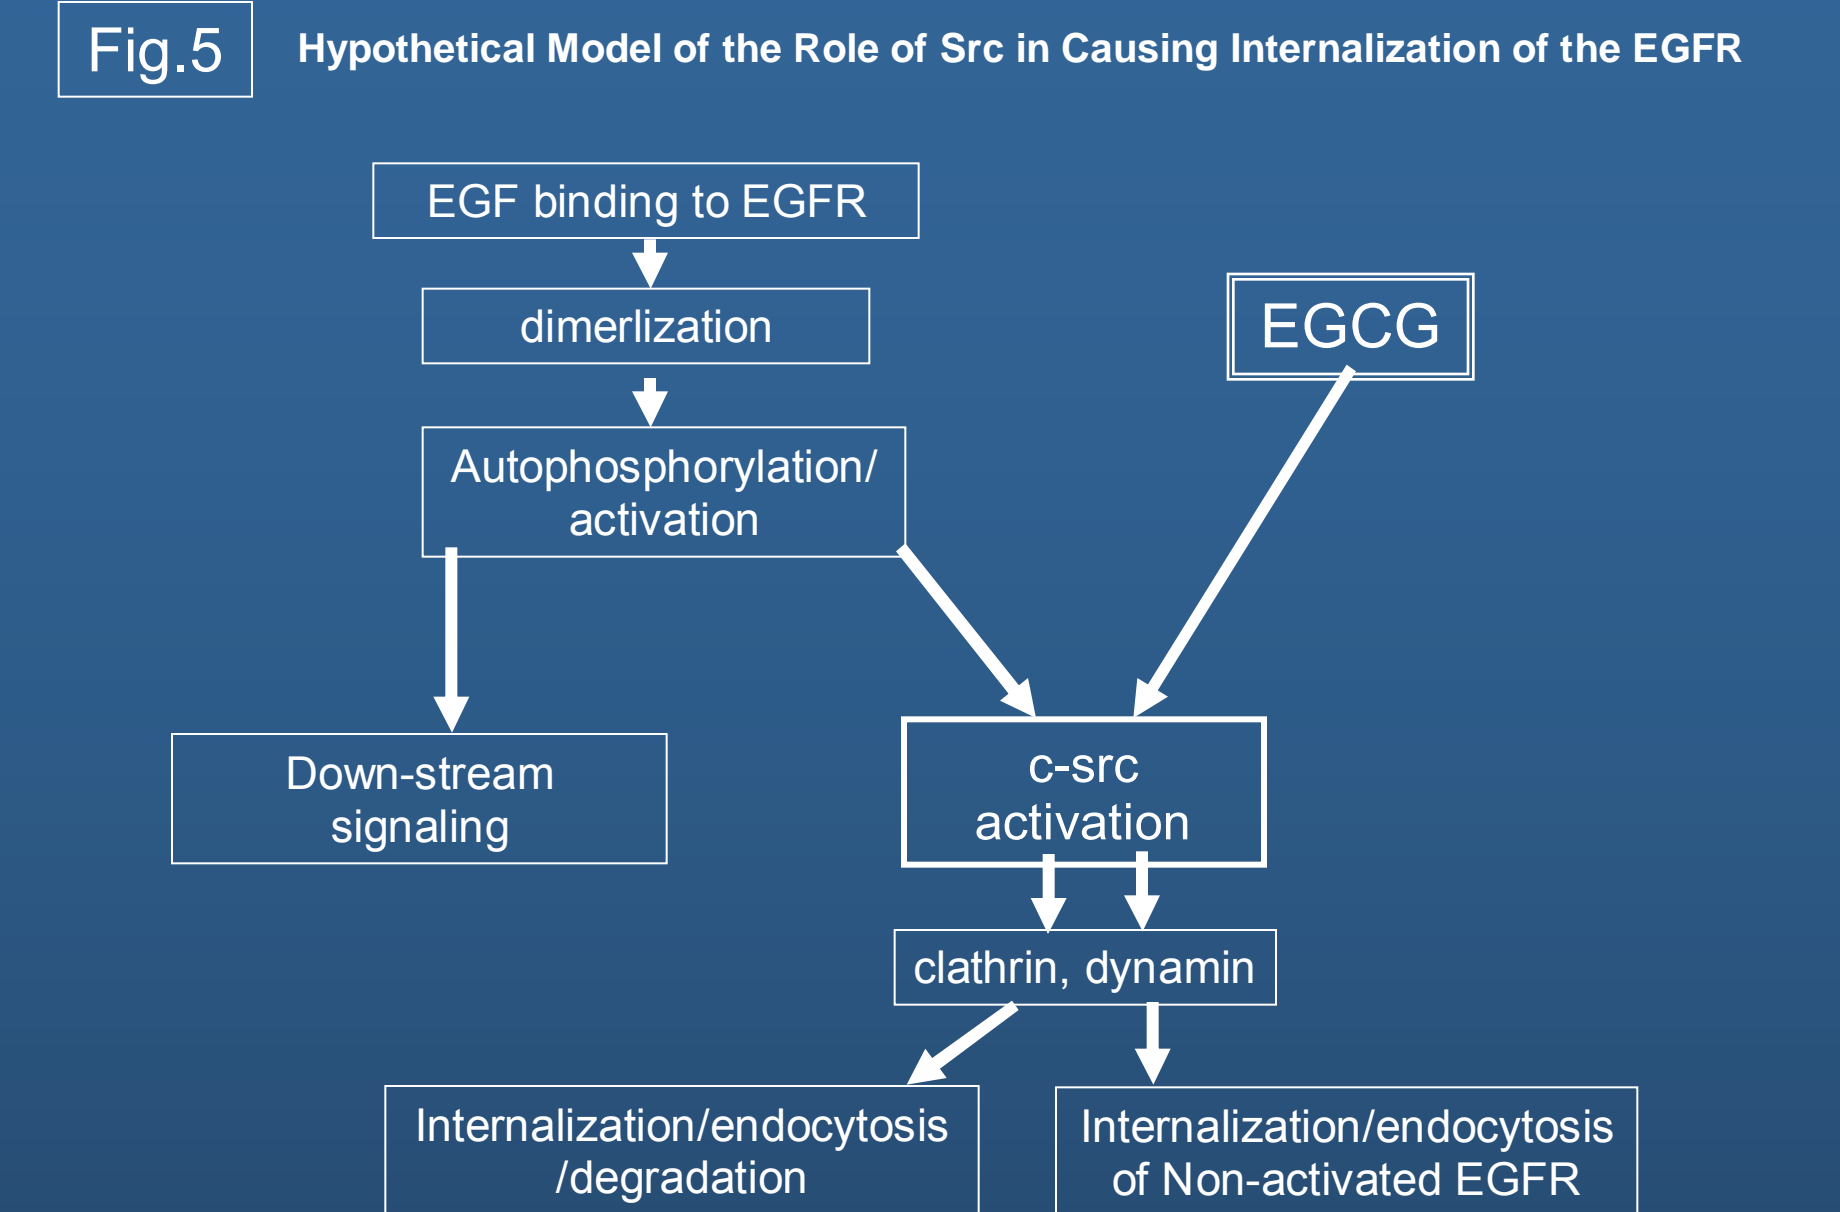 Fig.5
Hypothetical Model of the Role of Src in Causing Internalization of the EGFR
EGF binding to EGFR
dimerlization
EGCG
Autophosphorylation/
activation
Down-stream
signaling
c-src
activation
clathrin, dynamin
Internalization/endocytosis
/degradation
Internalization/endocytosis
of Non-activated EGFR